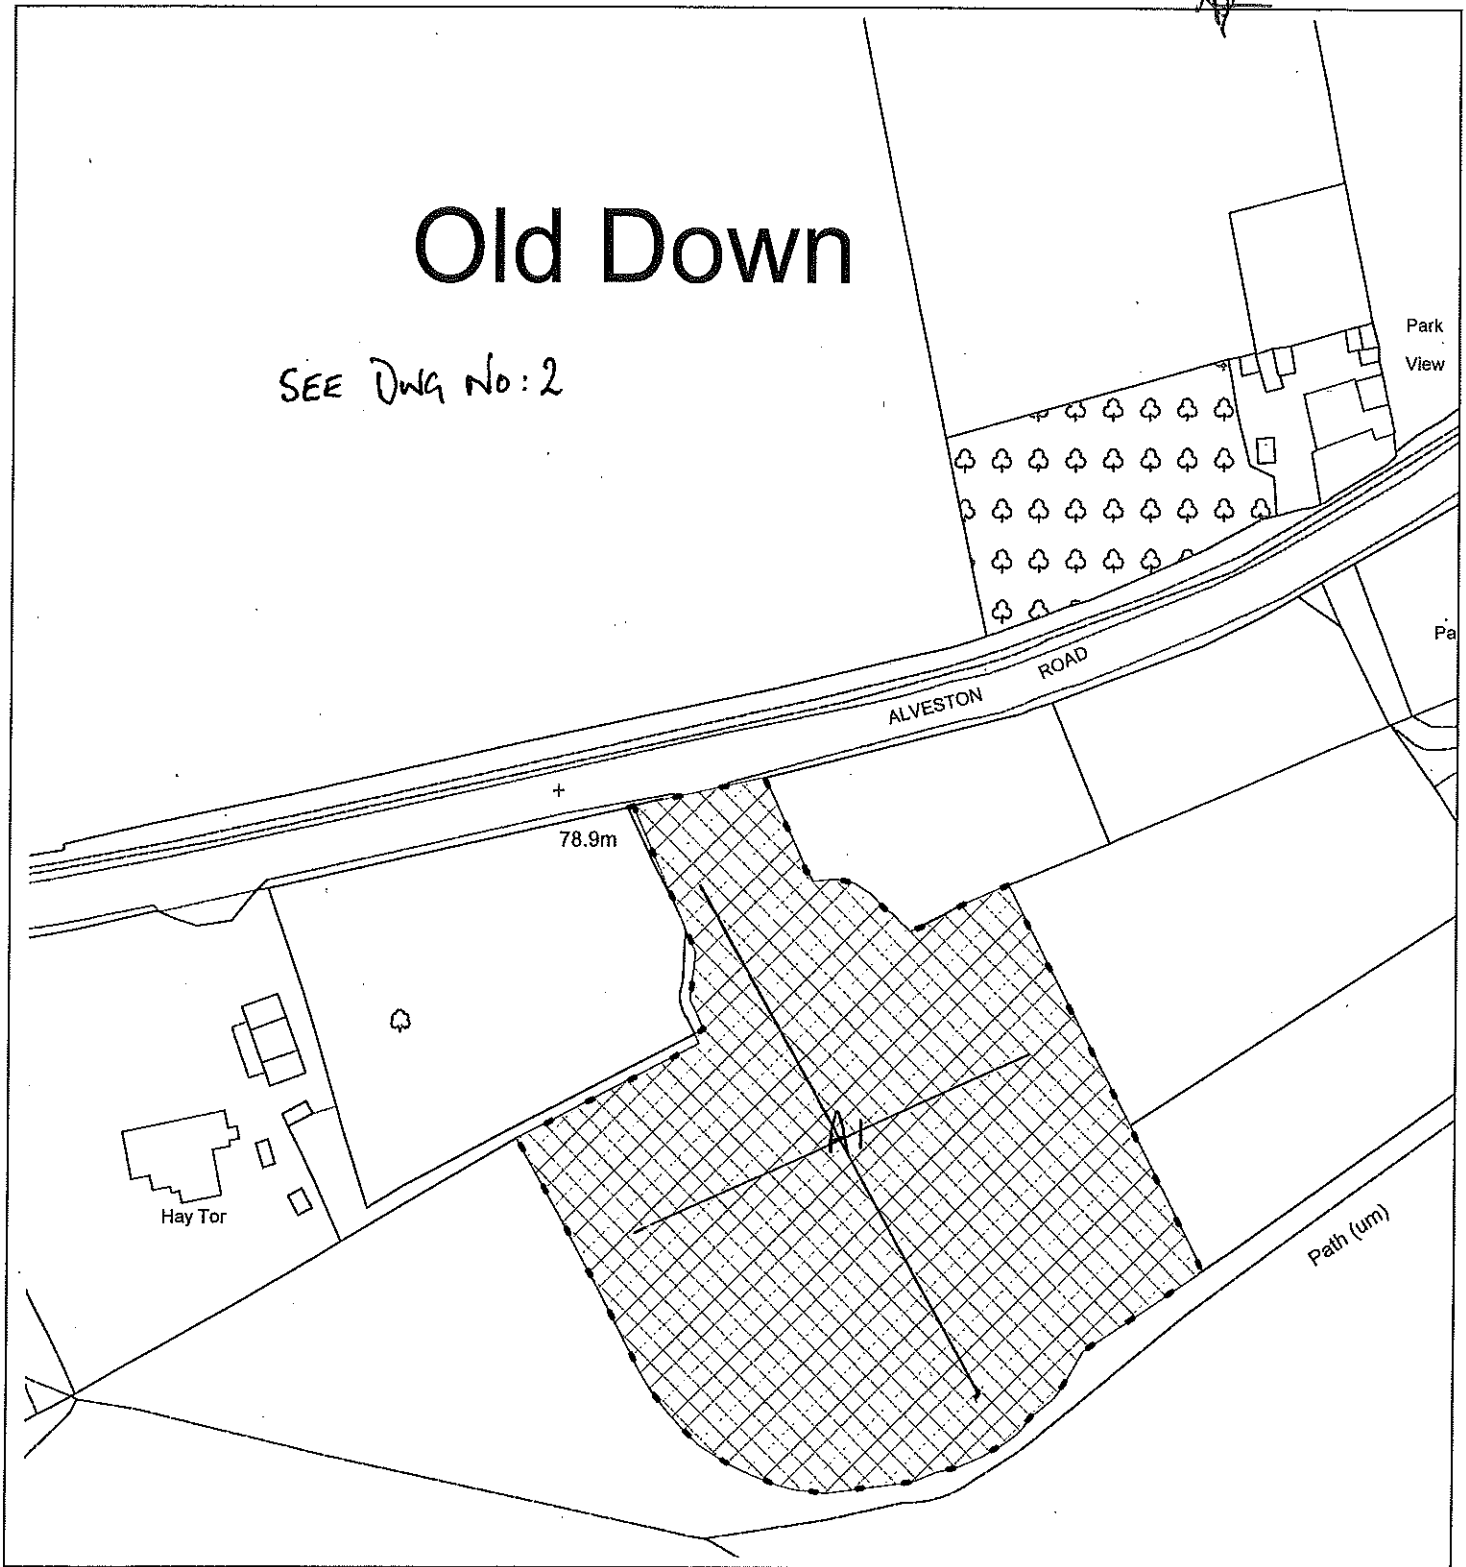 Old Down
SEE DWG No: 2
Park
View
Pa
ALVESTON ROAD
78.9m
A1
Hay Tor
Path (um)